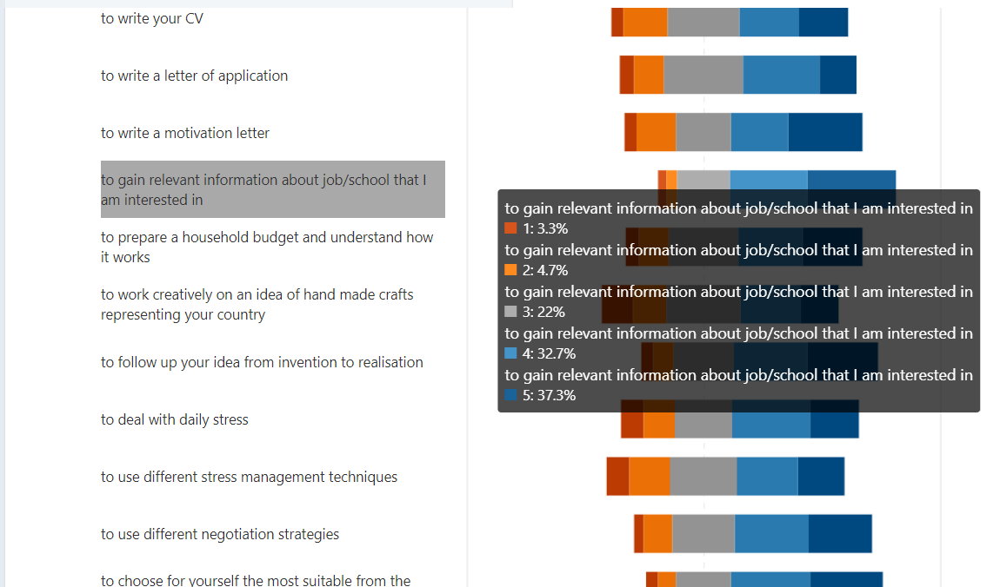 to write your CV
to write a letter of application
to write a motivation letter
to gain relevant information about job/school that I
am interested in
to prepare a household budget and understand how
it works
to work creatively on an idea of hand made crafts
representing your country
to follow up your idea from invention to realisation
to deal with daily stress
to use different stress management techniques
to use different negotiation strategies
to choose for yourself the most suitable from the
to gain relevant information about job/school that I am interested in
1: 3.3%
to gain relevant information about job/school that I am interested in
2: 4.7%
to gain relevant information about job/school that I am interested in
3: 22%
to gain relevant information about job/school that I am interested in
4: 32.7%
to gain relevant information about job/school that I am interested in
5: 37.3%